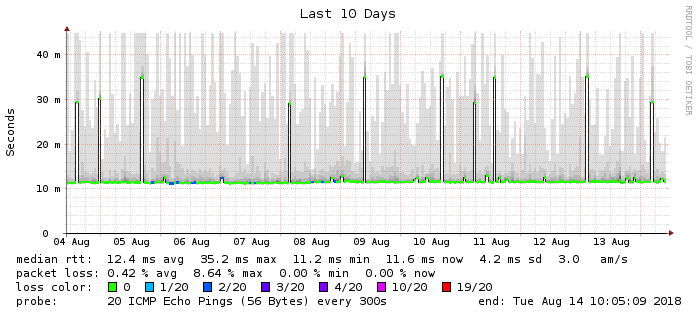 Last 10 Days
RRDTOOL / TOBI OETIKER
Seconds
40 m
30 m
20 m
10 m
0
04 Aug 05 Aug 06 Aug 07 Aug 08 Aug 09 Aug 10 Aug 11 Aug 12 Aug 13 Aug
median rtt: 12.4 ms avg 35.2 ms max 11.2 ms min 11.6 ms now 4.2 ms sd 3.0 am/s
packet loss: 0.42 % avg 8.64 % max 0.00 % min 0.00 % now
loss color: 0 1/20 2/20 3/20 4/20 10/20 19/20
probe: 20 ICMP Echo Pings (56 Bytes) every 300s end: Tue Aug 14 10:05:09 2018